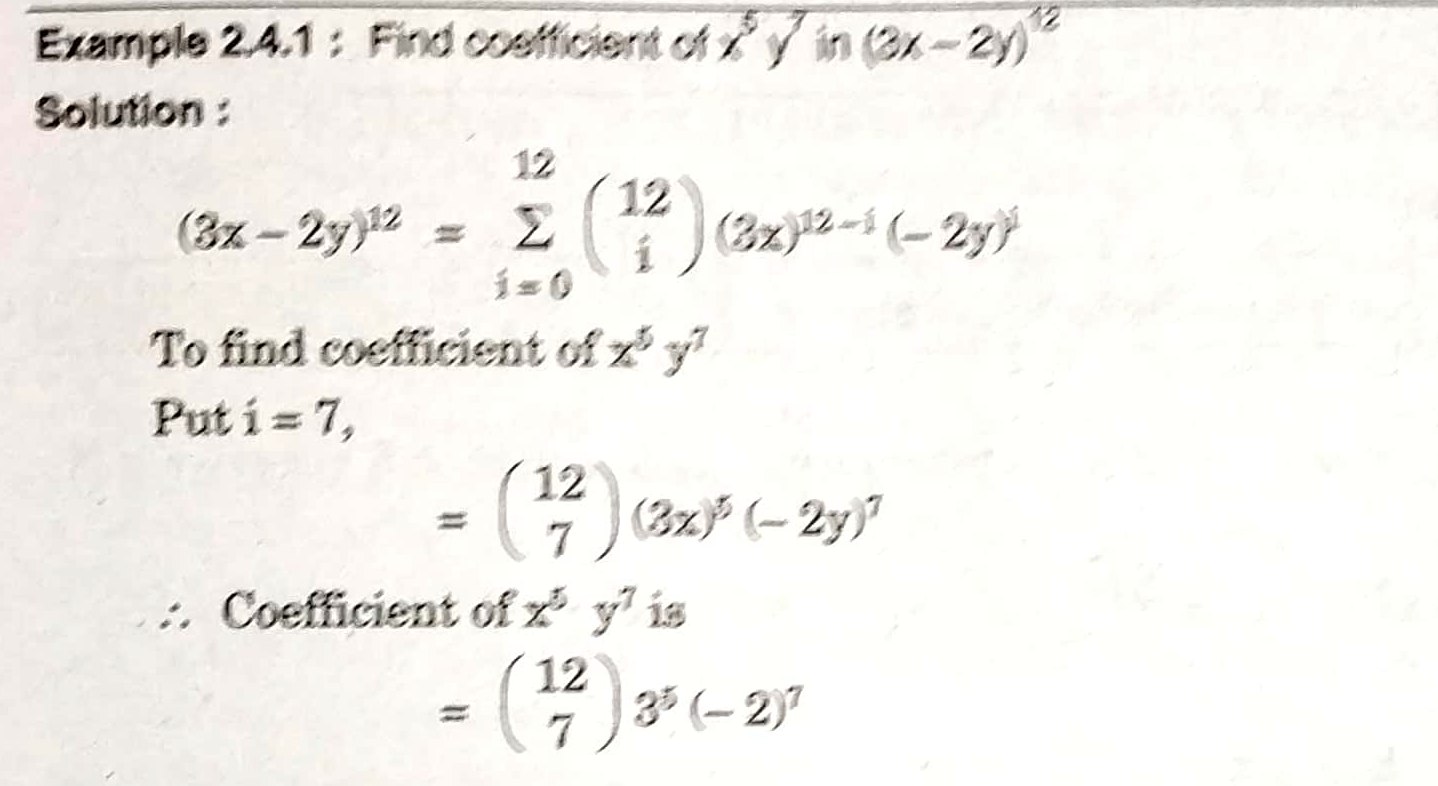 Example 2.4.1 : Find coefficient of x⁵ y⁷ in (3x – 2y)¹²
Solution :
(3x – 2y)¹² = 12 Σ i = 0 (12 i) (3x)¹²⁻ⁱ (– 2y)ⁱ
To find coefficient of x⁵ y⁷
Put i = 7,
= (12 7) (3x)⁵ (– 2y)⁷
∴ Coefficient of x⁵ y⁷ is
= (12 7) 3⁵ (– 2)⁷